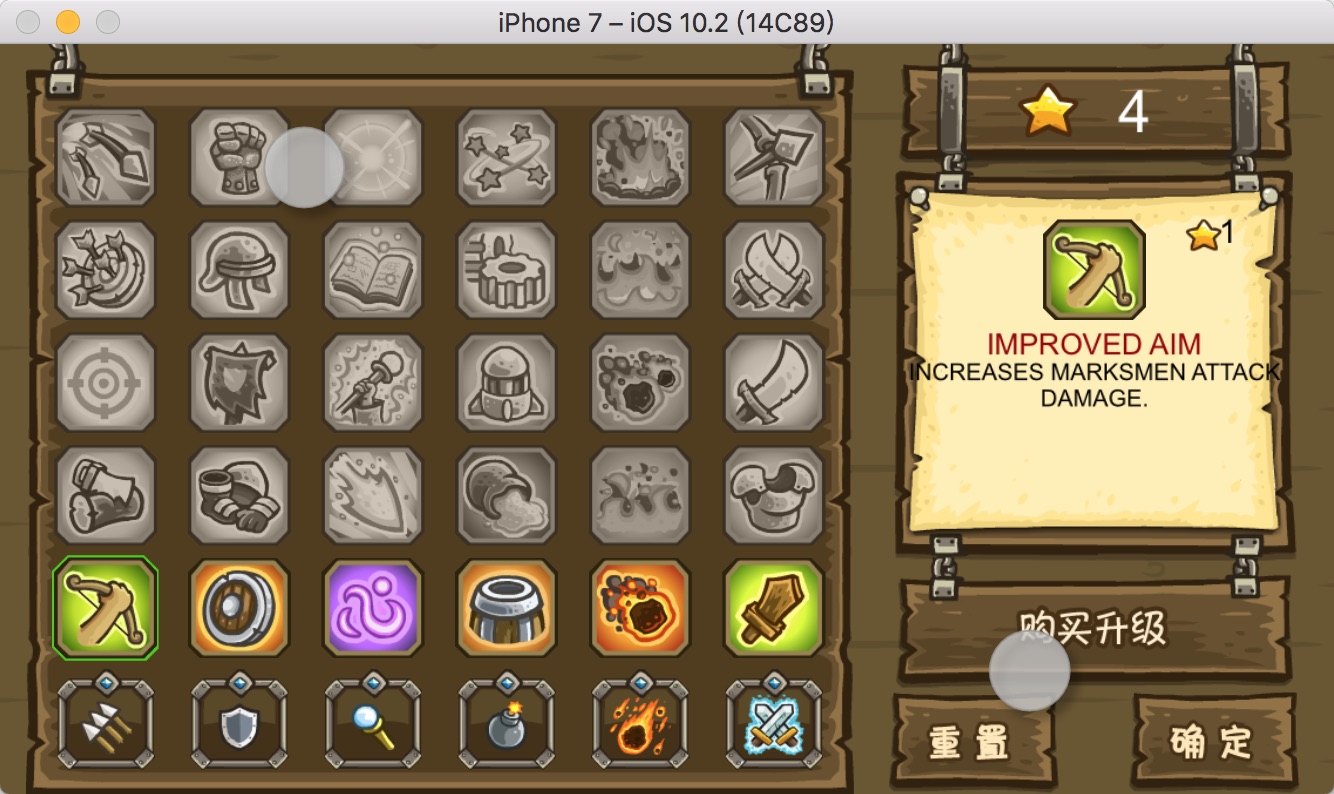 iPhone 7 – iOS 10.2 (14C89)
4
1
IMPROVED AIM
INCREASES MARKSMEN ATTACK
DAMAGE.
购买升级
重置
确定